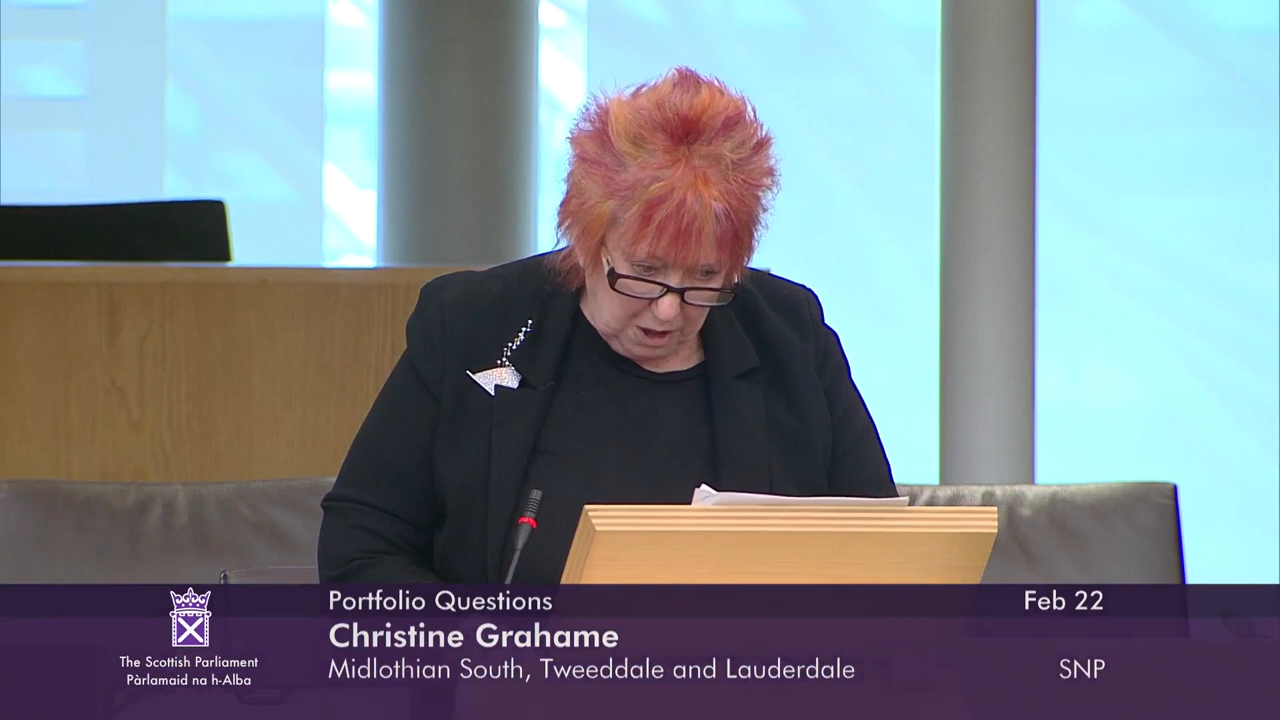 Portfolio Questions
Feb 22
Christine Grahame
Midlothian South, Tweeddale and Lauderdale
SNP
The Scottish Parliament
Pàrlamaid na h-Alba